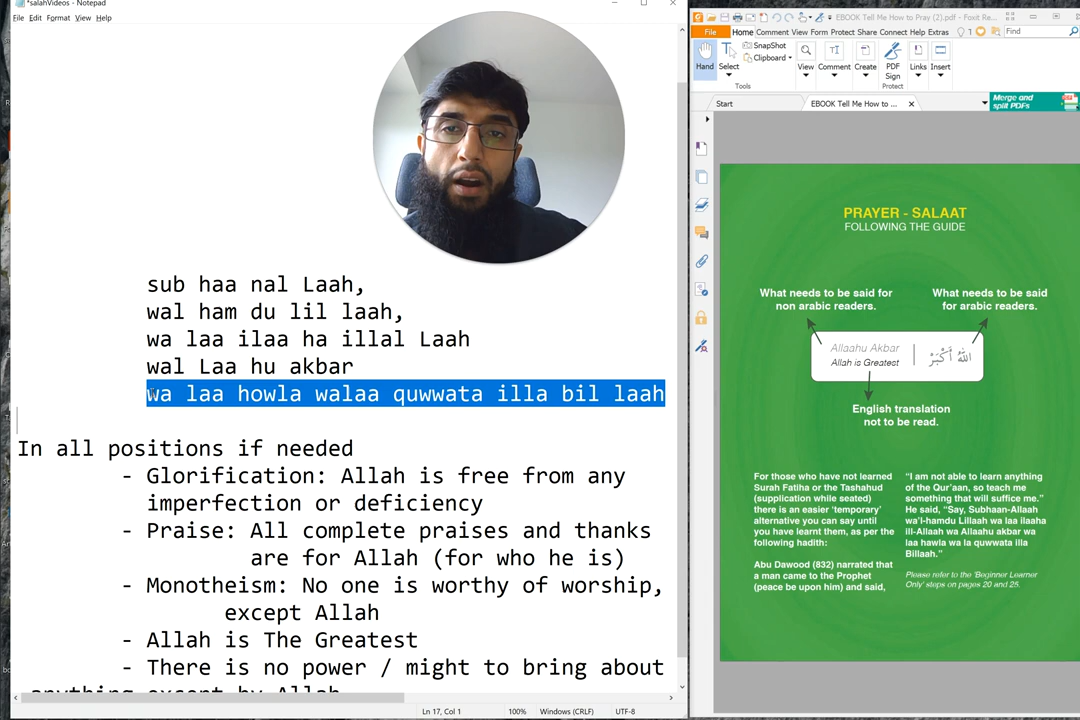 *salahVideos - Notepad
File Edit Format View Help
sub haa nal Laah,
wal ham du lil laah,
wa laa ilaa ha illal Laah
wal Laa hu akbar
wa laa howla walaa quwwata illa bil laah
In all positions if needed
- Glorification: Allah is free from any
imperfection or deficiency
- Praise: All complete praises and thanks
are for Allah (for who he is)
- Monotheism: No one is worthy of worship,
except Allah
- Allah is The Greatest
- There is no power / might to bring about
anything except by Allah
Ln 17, Col 1 100% Windows (CRLF) UTF-8
EBOOK Tell Me How to Pray (2).pdf - Foxit Re...
File Home Comment View Form Protect Share Connect Help Extras Find
Hand Select SnapShot Clipboard View Comment Create PDF Sign Links Insert
Tools Protect
Start EBOOK Tell Me How to ... Merge and split PDFs
PRAYER - SALAAT
FOLLOWING THE GUIDE
What needs to be said for
non arabic readers.
What needs to be said
for arabic readers.
Allaahu Akbar
Allah is Greatest
اللهُ أَكْبَرُ
English translation
not to be read.
For those who have not learned
Surah Fatiha or the Tashahud
(supplication while seated)
there is an easier ‘temporary’
alternative you can say until
you have learnt them, as per the
following hadith:
Abu Dawood (832) narrated that
a man came to the Prophet
(peace be upon him) and said,
“I am not able to learn anything
of the Qur’aan, so teach me
something that will suffice me.”
He said, “Say, Subhaan-Allaah
wa’l-hamdu Lillaah wa laa ilaaha
ill-Allaah wa Allaahu akbar wa
laa hawla wa la quwwata illa
Billaah.”
Please refer to the ‘Beginner Learner
Only’ steps on pages 20 and 25.